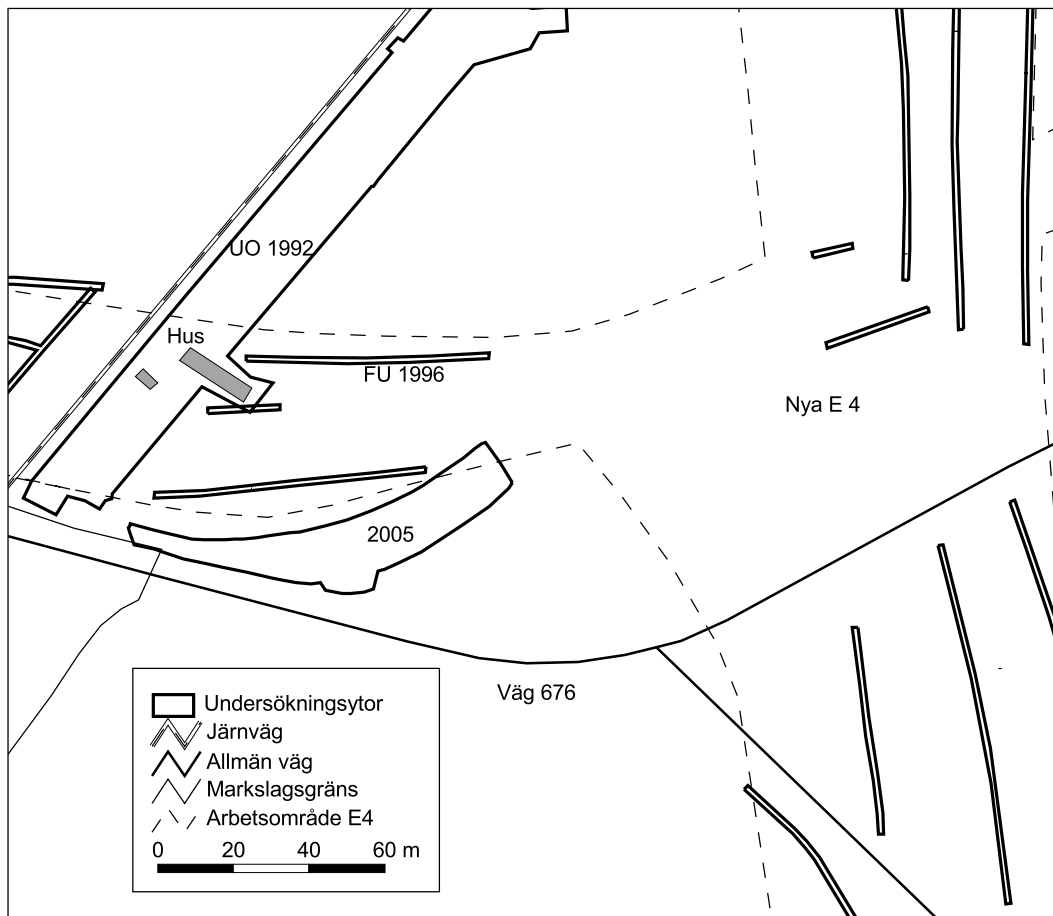 UO 1992
Hus
FU 1996
Nya E 4
2005
Väg 676
Undersökningsytor
Järnväg
Allmän väg
Markslagsgräns
Arbetsområde E4
0 20 40 60 m